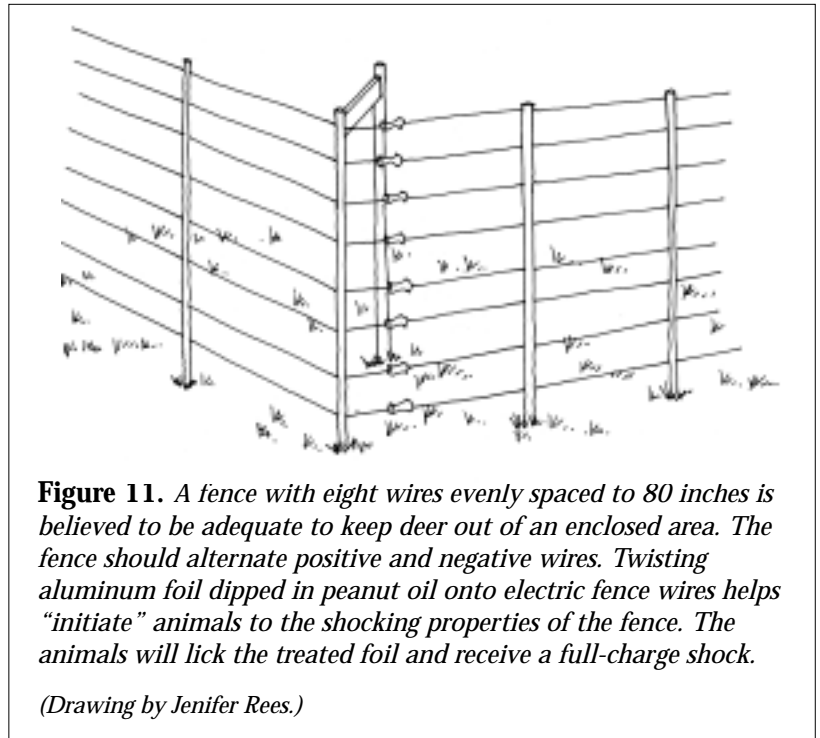 Figure 11. A fence with eight wires evenly spaced to 80 inches is
believed to be adequate to keep deer out of an enclosed area. The
fence should alternate positive and negative wires. Twisting
aluminum foil dipped in peanut oil onto electric fence wires helps
“initiate” animals to the shocking properties of the fence. The
animals will lick the treated foil and receive a full-charge shock.
(Drawing by Jenifer Rees.)